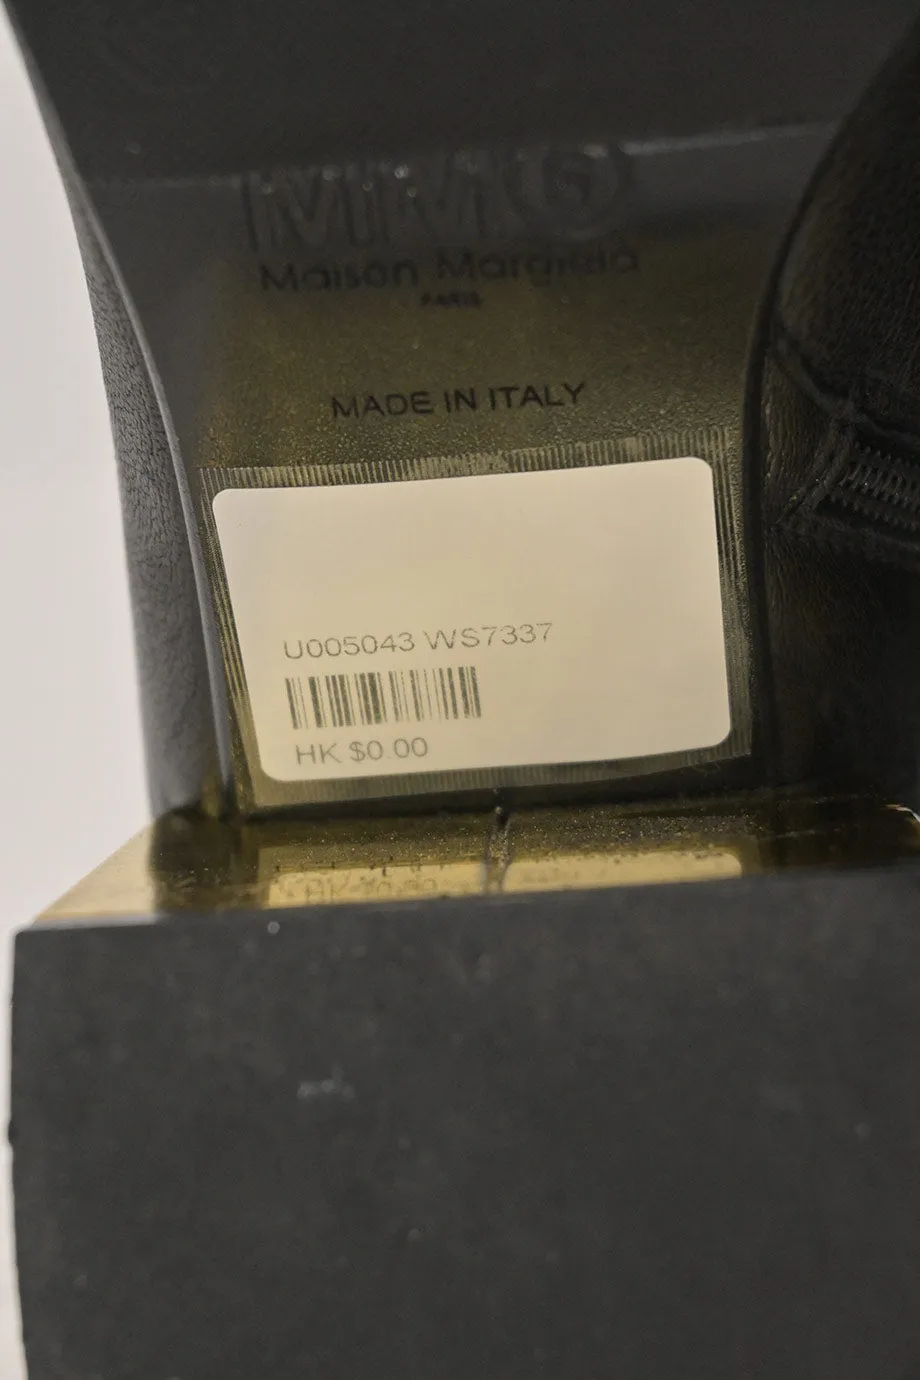 MM6
Maison Margiela
PARIS
MADE IN ITALY
U005043 WS7337
HK $0.00